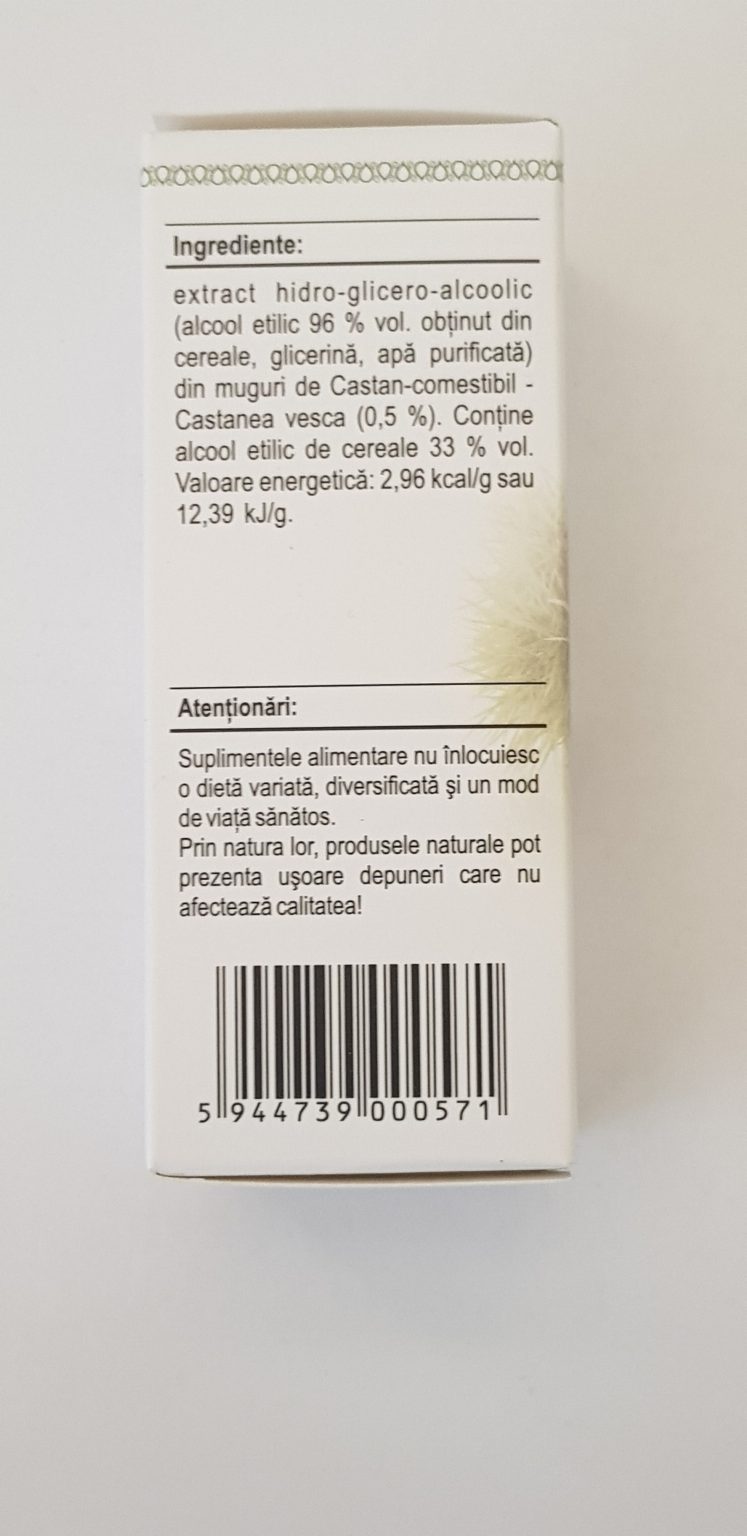 Ingrediente:
extract hidro-glicero-alcoolic
(alcool etilic 96 % vol. obținut din
cereale, glicerină, apă purificată)
din muguri de Castan-comestibil -
Castanea vesca (0,5 %). Conține
alcool etilic de cereale 33 % vol.
Valoare energetică: 2,96 kcal/g sau
12,39 kJ/g.
Atenționări:
Suplimentele alimentare nu înlocuiesc
o dietă variată, diversificată şi un mod
de viață sănătos.
Prin natura lor, produsele naturale pot
prezenta uşoare depuneri care nu
afectează calitatea!
5 944739 000571